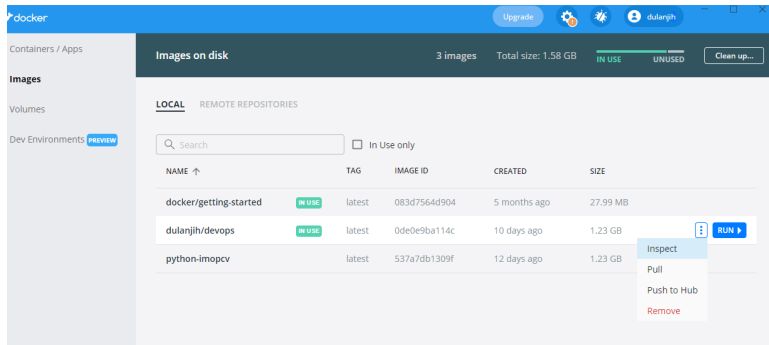 docker
Upgrade
dulanjih
Containers / Apps
Images
Volumes
Dev Environments PREVIEW
Images on disk
3 images Total size: 1.58 GB
IN USE UNUSED
Clean up...
LOCAL REMOTE REPOSITORIES
Search
In Use only
NAME ↑ TAG IMAGE ID CREATED SIZE
docker/getting-started IN USE latest 083d7564d904 5 months ago 27.99 MB
dulanjih/devops IN USE latest 0de0e9ba114c 10 days ago 1.23 GB RUN
python-imopcv latest 537a7db1309f 12 days ago 1.23 GB
Inspect
Pull
Push to Hub
Remove